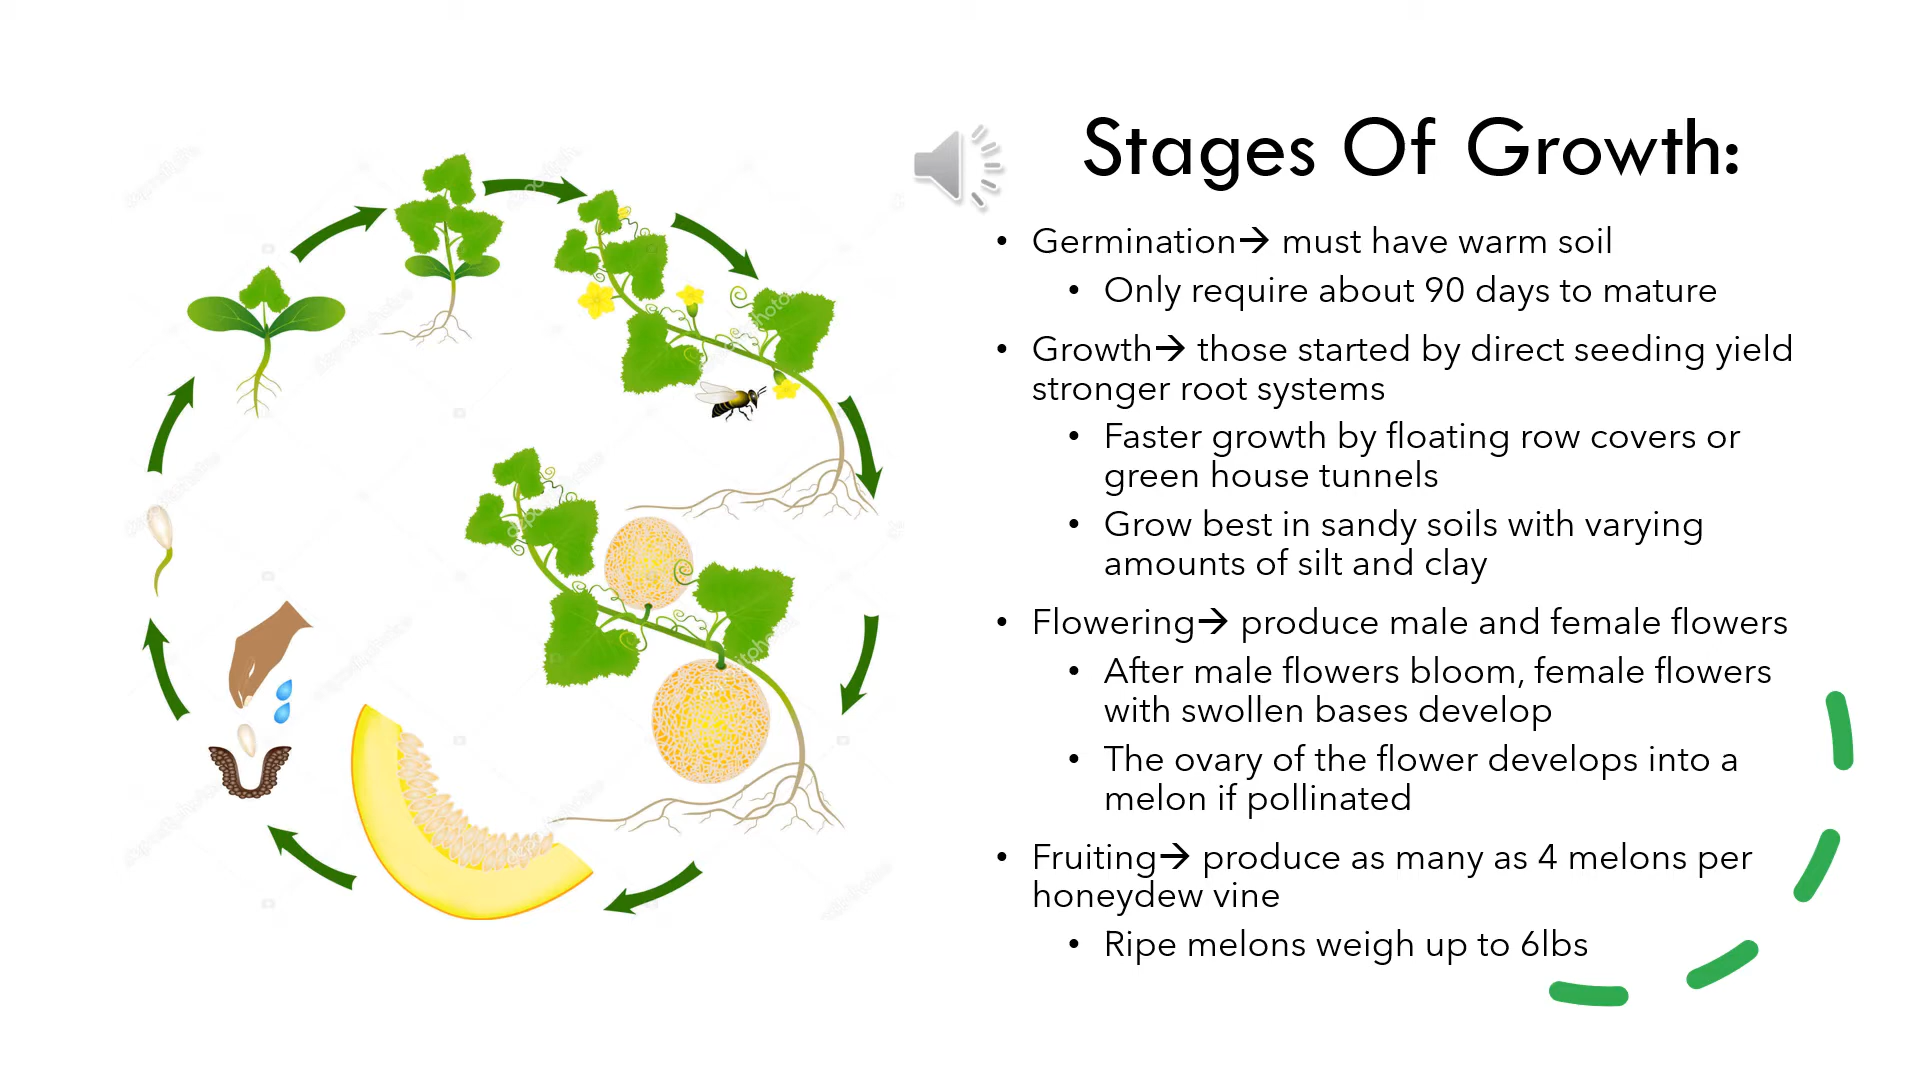 Stages Of Growth:
• Germination→ must have warm soil
• Only require about 90 days to mature
• Growth→ those started by direct seeding yield
stronger root systems
• Faster growth by floating row covers or
green house tunnels
• Grow best in sandy soils with varying
amounts of silt and clay
• Flowering→ produce male and female flowers
• After male flowers bloom, female flowers
with swollen bases develop
• The ovary of the flower develops into a
melon if pollinated
• Fruiting→ produce as many as 4 melons per
honeydew vine
• Ripe melons weigh up to 6lbs